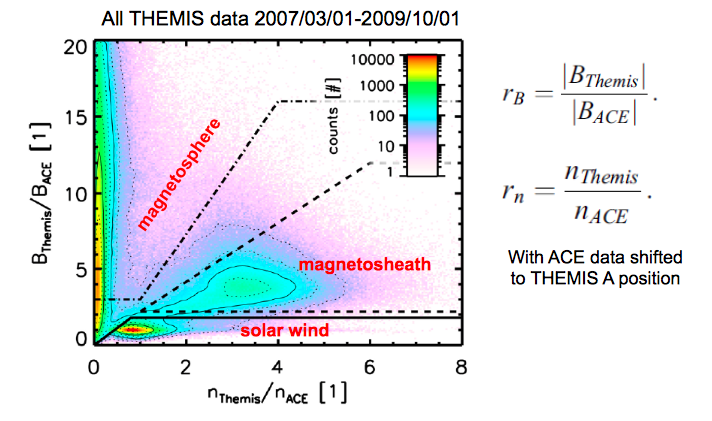 All THEMIS data 2007/03/01-2009/10/01
20
15
10
5
0
B_Themis/B_ACE [1]
0
2
4
6
8
n_Themis/n_ACE [1]
counts [#]
10000
1000
100
10
1
magnetosphere
magnetosheath
solar wind
r_B = |B_Themis| / |B_ACE| .
r_n = n_Themis / n_ACE .
With ACE data shifted
to THEMIS A position